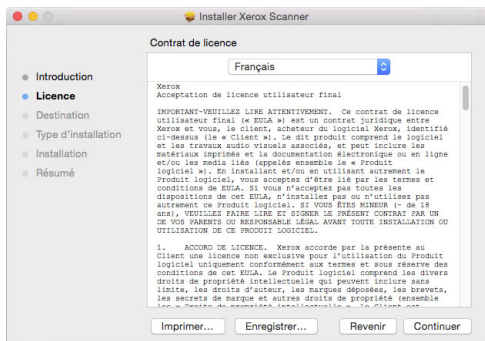 Installer Xerox Scanner
Contrat de licence
Français
Introduction
Licence
Destination
Type d'installation
Installation
Résumé
Xerox
Acceptation de licence utilisateur final
IMPORTANT-VEUILLEZ LIRE ATTENTIVEMENT.  Ce contrat de licence
utilisateur final (« EULA ») est un contrat juridique entre
Xerox et vous, le client, acheteur du logiciel Xerox, identifié
ci-dessus (le « Client »). Le dit produit comprend le logiciel
et les travaux audio visuels associés, et peut inclure les
matériaux imprimés et la documentation électronique ou en ligne
et/ou les media liés (appelés ensemble le « Produit
logiciel »). En installant et/ou en utilisant autrement le
Produit logiciel, vous acceptez d'être lié par les termes et
conditions de EULA. Si vous n'acceptez pas toutes les
dispositions de cet EULA, n'installez pas ou n'utilisez pas
autrement ce Produit logiciel. SI VOUS ÊTES MINEUR (- de 18
ans), VEUILLEZ FAIRE LIRE ET SIGNER LE PRÉSENT CONTRAT PAR UN
DE VOS PARENTS OU RESPONSABLE LÉGAL AVANT TOUTE INSTALLATION OU
UTILISATION DE CE PRODUIT LOGICIEL.
1.    ACCORD DE LICENCE.  Xerox accorde par la présente au
Client une licence non exclusive pour l'utilisation du Produit
logiciel uniquement conformément aux termes et sous réserve des
conditions de cet EULA. Le Produit logiciel comprend les divers
droits de propriété intellectuelle qui peuvent inclure sans
limite, les droits d'auteur, les marques déposées, les brevets,
les secrets de marque et autres droits de propriété (ensemble
les « Droits de propriété intellectuelle ». Le Client est
Imprimer...
Enregistrer...
Revenir
Continuer